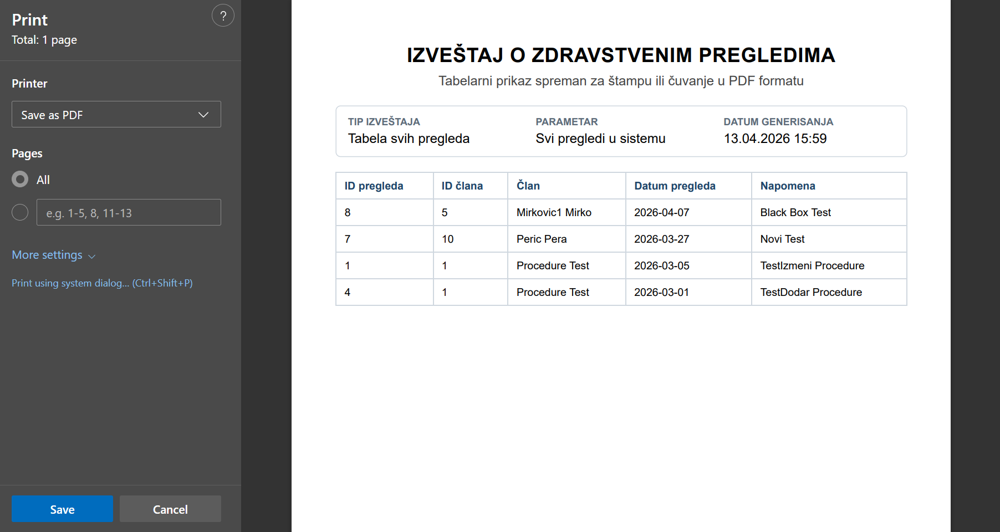 Print
?
Total: 1 page
Printer
Save as PDF
Pages
All
e.g. 1-5, 8, 11-13
More settings
Print using system dialog... (Ctrl+Shift+P)
Save Cancel
IZVEŠTAJ O ZDRAVSTVENIM PREGLEDIMA
Tabelarni prikaz spreman za štampu ili čuvanje u PDF formatu
TIP IZVEŠTAJA PARAMETAR DATUM GENERISANJA
Tabela svih pregleda Svi pregledi u sistemu 13.04.2026 15:59
ID pregleda ID člana Član Datum pregleda Napomena
8 5 Mirkovic1 Mirko 2026-04-07 Black Box Test
7 10 Peric Pera 2026-03-27 Novi Test
1 1 Procedure Test 2026-03-05 TestIzmeni Procedure
4 1 Procedure Test 2026-03-01 TestDodar Procedure